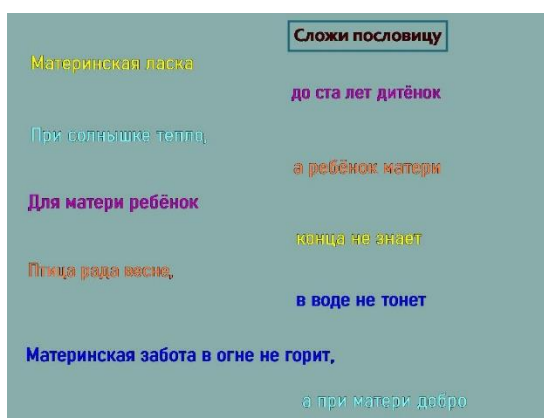 Сложи пословицу
Материнская ласка
до ста лет дитёнок
При солнышке тепло,
а ребёнок матери
Для матери ребёнок
конца не знает
Птица рада весне,
в воде не тонет
Материнская забота в огне не горит,
а при матери добро